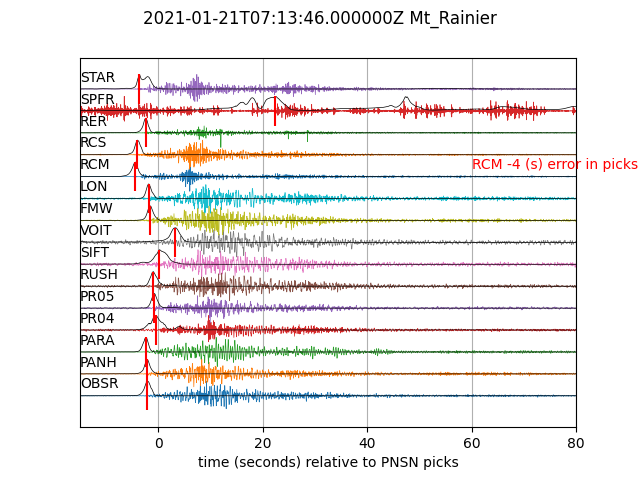 2021-01-21T07:13:46.000000Z Mt_Rainier
STAR
SPFR
RER
RCS
RCM
RCM -4 (s) error in picks
LON
FMW
VOIT
SIFT
RUSH
PR05
PR04
PARA
PANH
OBSR
0 20 40 60 80
time (seconds) relative to PNSN picks